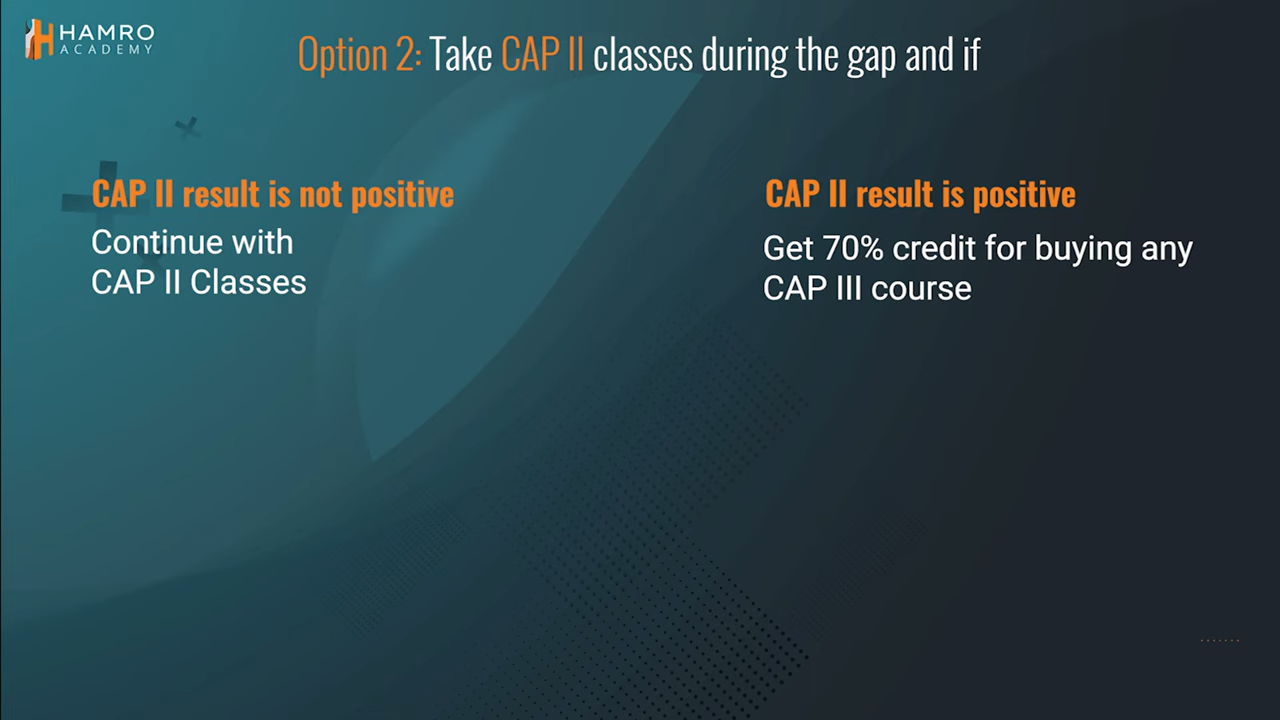 HAMRO
ACADEMY
Option 2: Take CAP II classes during the gap and if
CAP II result is not positive
Continue with
CAP II Classes
CAP II result is positive
Get 70% credit for buying any
CAP III course